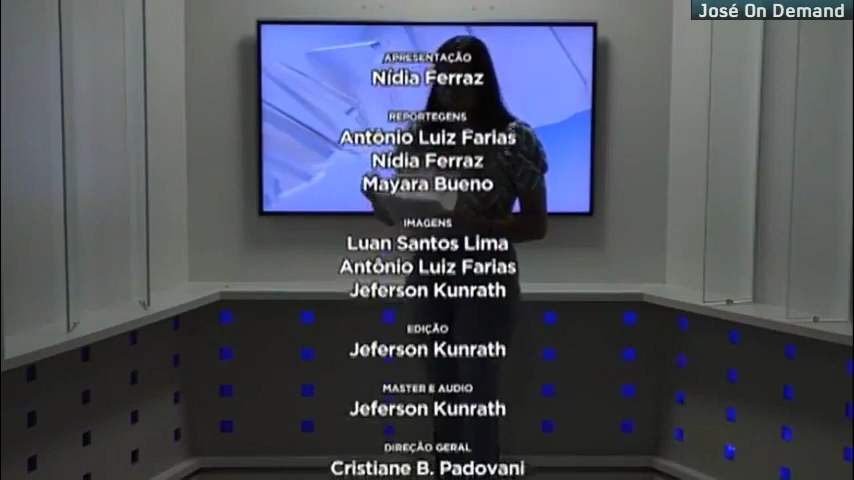 José On Demand
APRESENTAÇÃO
Nídia Ferraz
REPORTEGENS
Antônio Luiz Farias
Nídia Ferraz
Mayara Bueno
IMAGENS
Luan Santos Lima
Antônio Luiz Farias
Jeferson Kunrath
EDIÇÃO
Jeferson Kunrath
MASTER E AUDIO
Jeferson Kunrath
DIREÇÃO GERAL
Cristiane B. Padovani